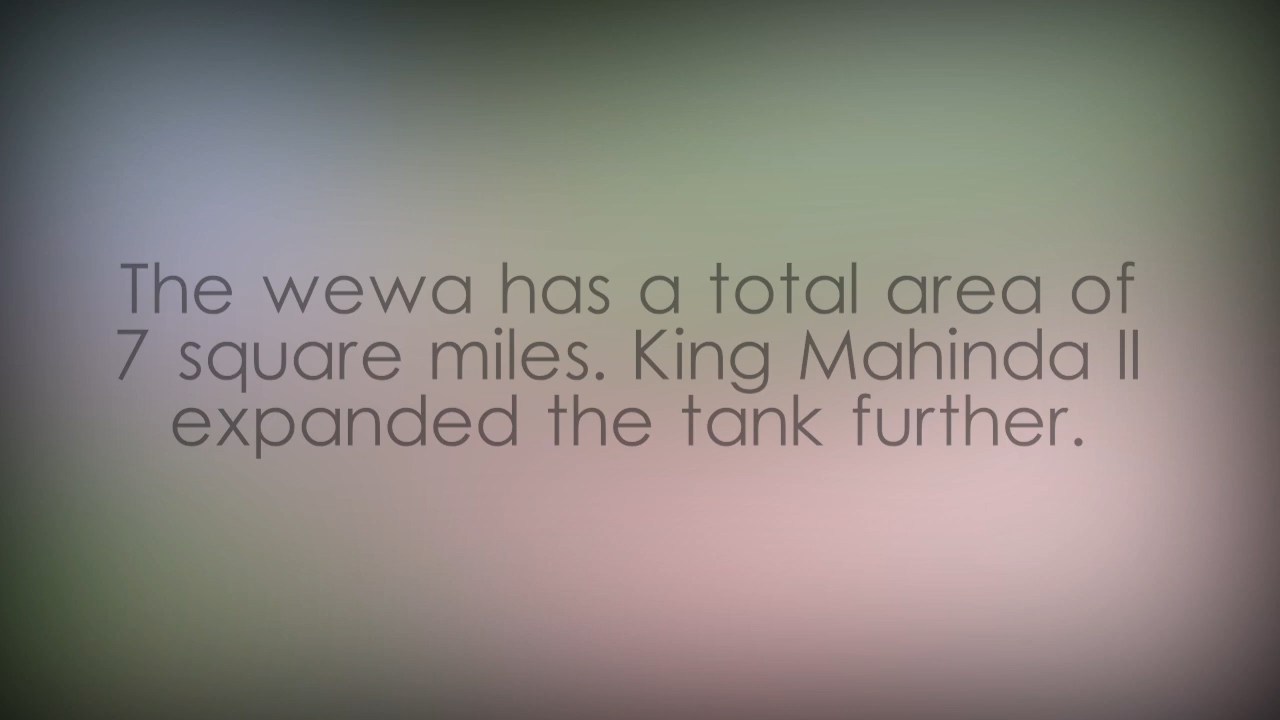 The wewa has a total area of
7 square miles. King Mahinda II
expanded the tank further.